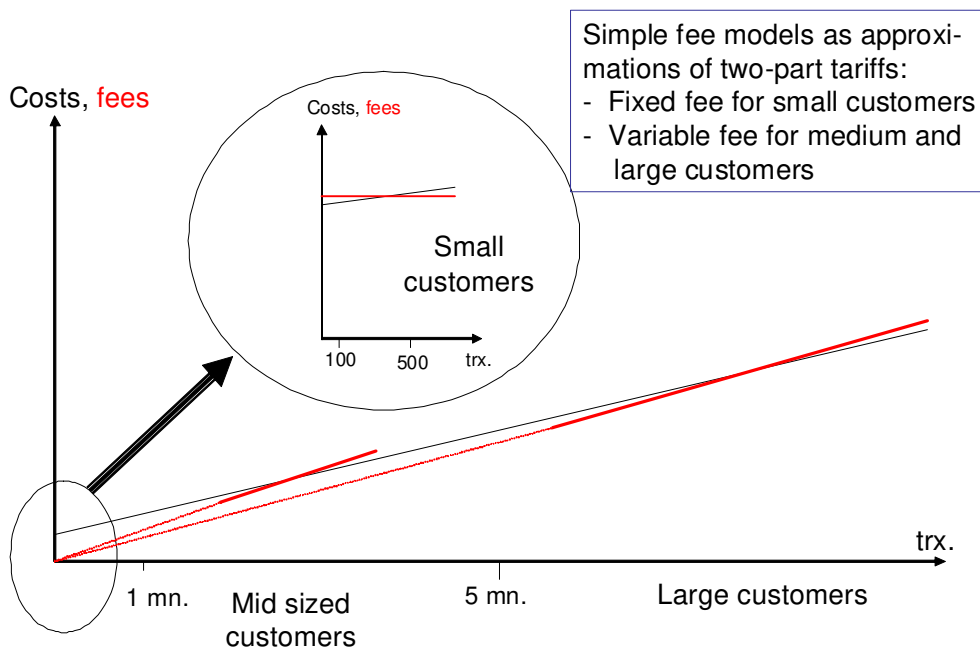 Simple fee models as approxi-
mations of two-part tariffs:
- Fixed fee for small customers
- Variable fee for medium and
large customers
Costs, fees
Costs, fees
Small
customers
100
500
trx.
trx.
1 mn.
Mid sized
customers
5 mn.
Large customers